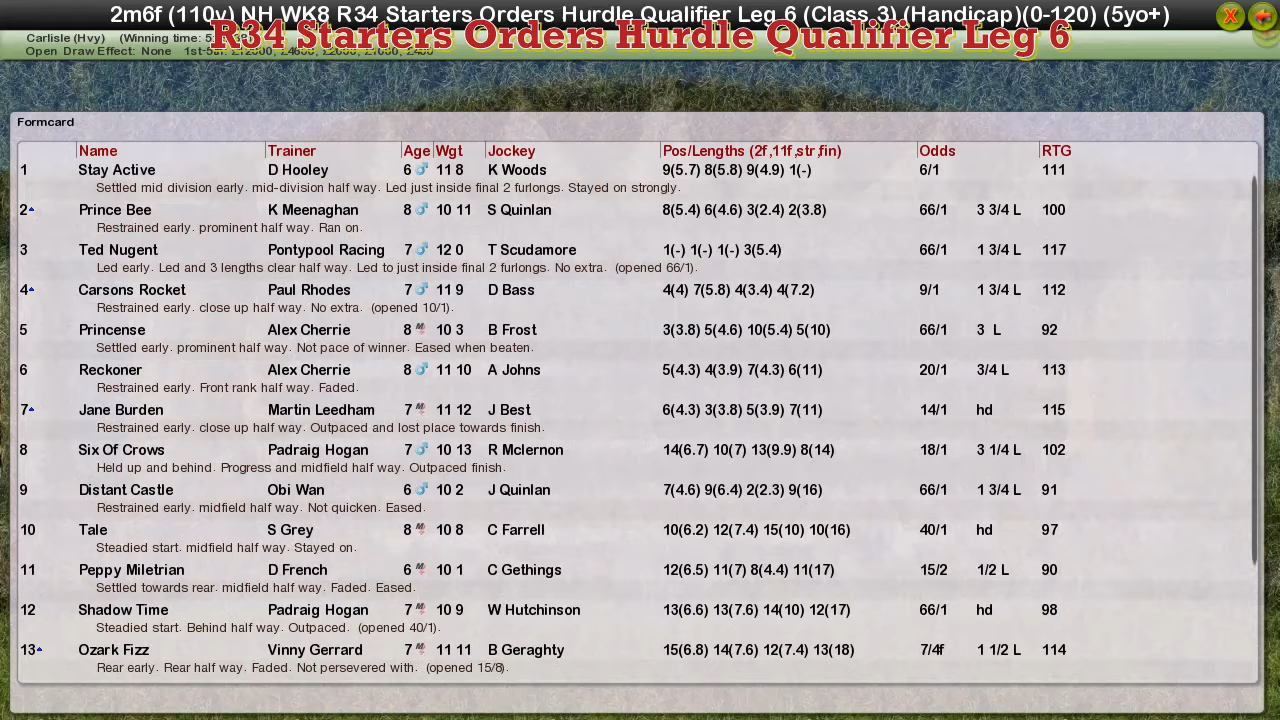 2m6f (110y) NH WK8 R34 Starters Orders Hurdle Qualifier Leg 6 (Class 3) (Handicap)(0-120) (5yo+)
R34 Starters Orders Hurdle Qualifier Leg 6
Carlisle (Hvy) (Winning time:
Open Draw Effect: None 1st-5th: £12000, £4600, £2000, £1000, £400
Formcard
Name Trainer Age Wgt Jockey Pos/Lengths (2f,11f,str,fin) Odds RTG
1 Stay Active D Hooley 6 11 8 K Woods 9(5.7) 8(5.8) 9(4.9) 1(-) 6/1 111
Settled mid division early. mid-division half way. Led just inside final 2 furlongs. Stayed on strongly.
2 Prince Bee K Meenaghan 8 10 11 S Quinlan 8(5.4) 6(4.6) 3(2.4) 2(3.8) 66/1 3 3/4 L 100
Restrained early. prominent half way. Ran on.
3 Ted Nugent Pontypool Racing 7 12 0 T Scudamore 1(-) 1(-) 1(-) 3(5.4) 66/1 1 3/4 L 117
Led early. Led and 3 lengths clear half way. Led to just inside final 2 furlongs. No extra. (opened 66/1).
4 Carsons Rocket Paul Rhodes 7 11 9 D Bass 4(4) 7(5.8) 4(3.4) 4(7.2) 9/1 1 3/4 L 112
Restrained early. close up half way. No extra. (opened 10/1).
5 Princense Alex Cherrie 8 10 3 B Frost 3(3.8) 5(4.6) 10(5.4) 5(10) 66/1 3 L 92
Settled early. prominent half way. Not pace of winner. Eased when beaten.
6 Reckoner Alex Cherrie 8 11 10 A Johns 5(4.3) 4(3.9) 7(4.3) 6(11) 20/1 3/4 L 113
Restrained early. Front rank half way. Faded.
7 Jane Burden Martin Leedham 7 11 12 J Best 6(4.3) 3(3.8) 5(3.9) 7(11) 14/1 hd 115
Restrained early. close up half way. Outpaced and lost place towards finish.
8 Six Of Crows Padraig Hogan 7 10 13 R Mclernon 14(6.7) 10(7) 13(9.9) 8(14) 18/1 3 1/4 L 102
Held up and behind. Progress and midfield half way. Outpaced finish.
9 Distant Castle Obi Wan 6 10 2 J Quinlan 7(4.6) 9(6.4) 2(2.3) 9(16) 66/1 1 3/4 L 91
Restrained early. midfield half way. Not quicken. Eased.
10 Tale S Grey 8 10 8 C Farrell 10(6.2) 12(7.4) 15(10) 10(16) 40/1 hd 97
Steadied start. midfield half way. Stayed on.
11 Peppy Miletrian D French 6 10 1 C Gethings 12(6.5) 11(7) 8(4.4) 11(17) 15/2 1/2 L 90
Settled towards rear. midfield half way. Faded. Eased.
12 Shadow Time Padraig Hogan 7 10 9 W Hutchinson 13(6.6) 13(7.6) 14(10) 12(17) 66/1 hd 98
Steadied start. Behind half way. Outpaced. (opened 40/1).
13 Ozark Fizz Vinny Gerrard 7 11 11 B Geraghty 15(6.8) 14(7.6) 12(7.4) 13(18) 7/4f 1 1/2 L 114
Rear early. Rear half way. Faded. Not persevered with. (opened 15/8).